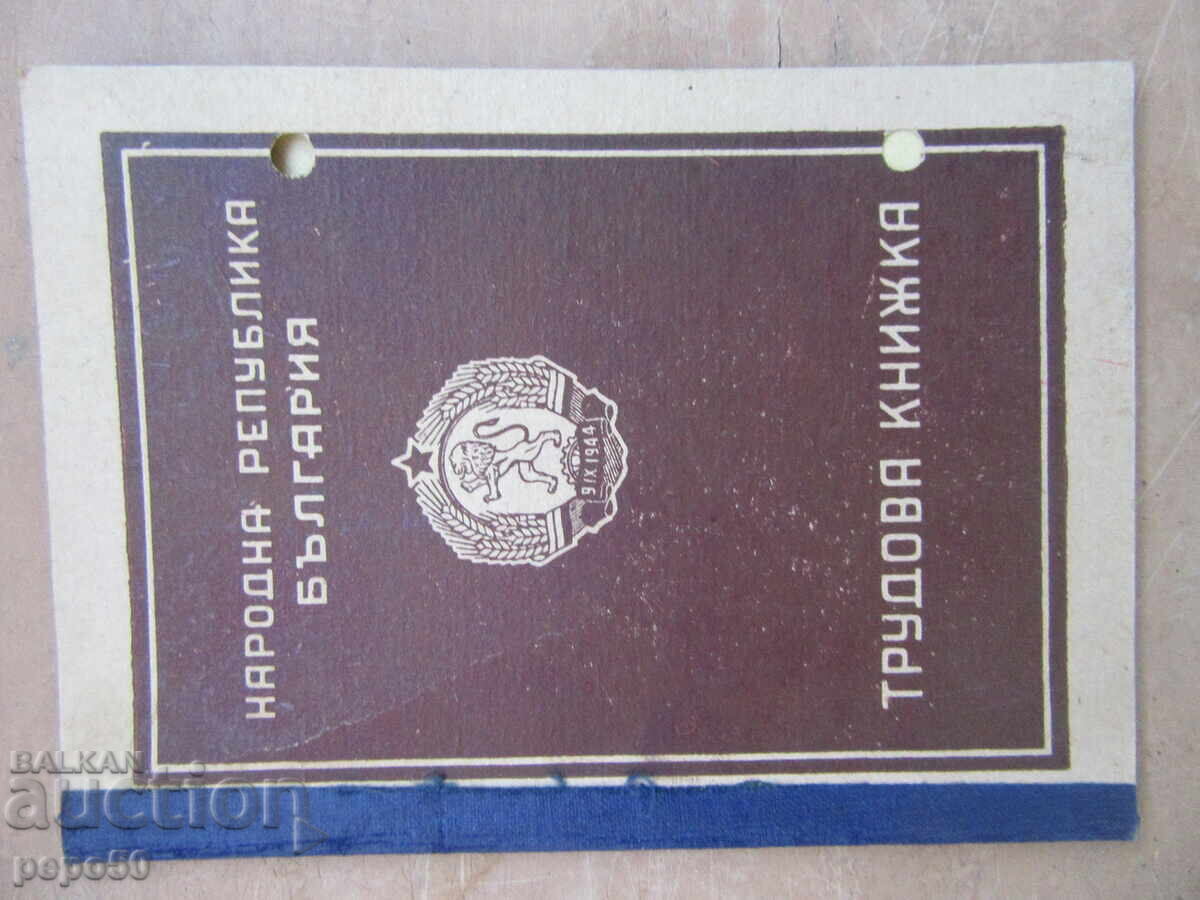 НАРОДНА РЕПУБЛИКА
БЪЛГАРИЯ
9 IX 1944
ТРУДОВА КНИЖКА
BALKAN
auction
pepo50